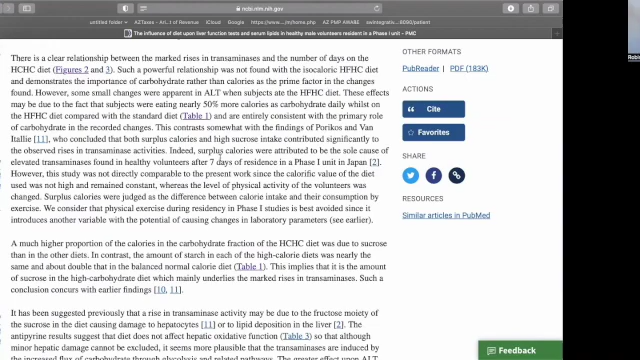 ncbi.nlm.nih.gov
untitled folder
AZTaxes
of Revenue
iCloud
Google
AZ PMP AWARE
The influence of diet upon liver function tests and serum lipids in healthy male volunteers resident in a Phase I unit - PMC
There is a clear relationship between the marked rises in transaminases and the number of days on the
HCHC diet (Figures 2 and 3). Such a powerful relationship was not found with the isocaloric HFHC diet
and demonstrates the importance of carbohydrate rather than calories as the prime factor in the changes
found. However, some small changes were apparent in ALT when subjects ate the HFHC diet. These effects
may be due to the fact that subjects were eating nearly 50% more calories as carbohydrate daily whilst on
the HFHC diet compared with the standard diet (Table 1) and are entirely consistent with the primary role
of carbohydrate in the recorded changes. This contrasts somewhat with the findings of Porikos and Van
Itallie [11], who concluded that both surplus calories and high sucrose intake contributed significantly to
the observed rises in transaminase activities. Indeed, surplus calories were attributed to be the sole cause of
elevated transaminases found in healthy volunteers after 7 days of residence in a Phase I unit in Japan [2].
However, this study was not directly comparable to the present work since the calorific value of the diet
used was not high and remained constant, whereas the level of physical activity of the volunteers was
changed. Surplus calories were judged as the difference between calorie intake and their consumption by
exercise. We consider that physical exercise during residency in Phase I studies is best avoided since it
introduces another variable with the potential of causing changes in laboratory parameters (see earlier).
A much higher proportion of the calories in the carbohydrate fraction of the HCHC diet was due to sucrose
than in the other diets. In contrast, the amount of starch in each of the high-calorie diets was nearly the
same and about double that in the balanced normal calorie diet (Table 1). This implies that it is the amount
of sucrose in the high-carbohydrate diet which mainly underlies the marked rises in transaminases. Such
a conclusion concurs with earlier findings [10, 11].
It has been suggested previously that a rise in transaminase activity may be due to the fructose moiety of
the sucrose in the diet causing damage to hepatocytes [11] or to lipid deposition in the liver [2]. The
antipyrine results suggest that diet does not affect hepatic oxidative function (Table 3) so that although
minor hepatic damage cannot be excluded, it seems more plausible that the transaminases are induced by
the increased flux of carbohydrate through glycolysis and related pathways. The greater effect upon ALT
OTHER FORMATS
PubReader | PDF (183K)
ACTIONS
Cite
Favorites
SHARE
RESOURCES
Similar articles in PubMed
Feedback